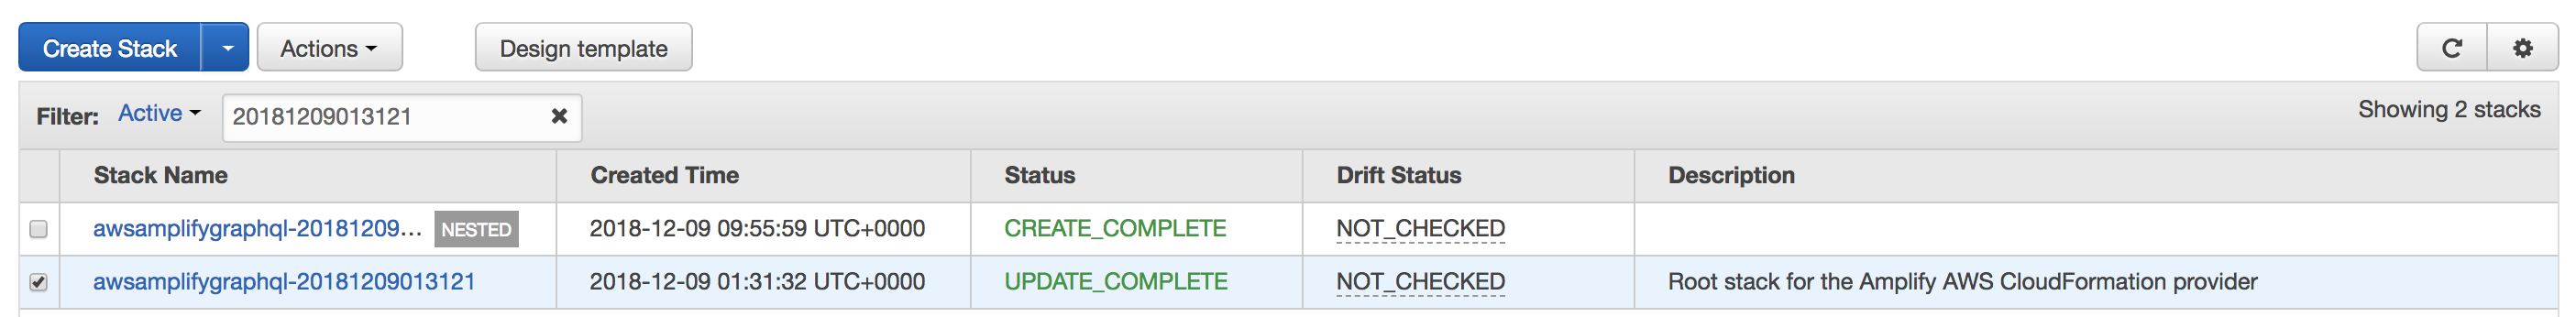 Create Stack Actions Design template
Filter: Active 20181209013121 Showing 2 stacks
Stack Name Created Time Status Drift Status Description
awsamplifygraphql-20181209... NESTED 2018-12-09 09:55:59 UTC+0000 CREATE_COMPLETE NOT_CHECKED
awsamplifygraphql-20181209013121 2018-12-09 01:31:32 UTC+0000 UPDATE_COMPLETE NOT_CHECKED Root stack for the Amplify AWS CloudFormation provider